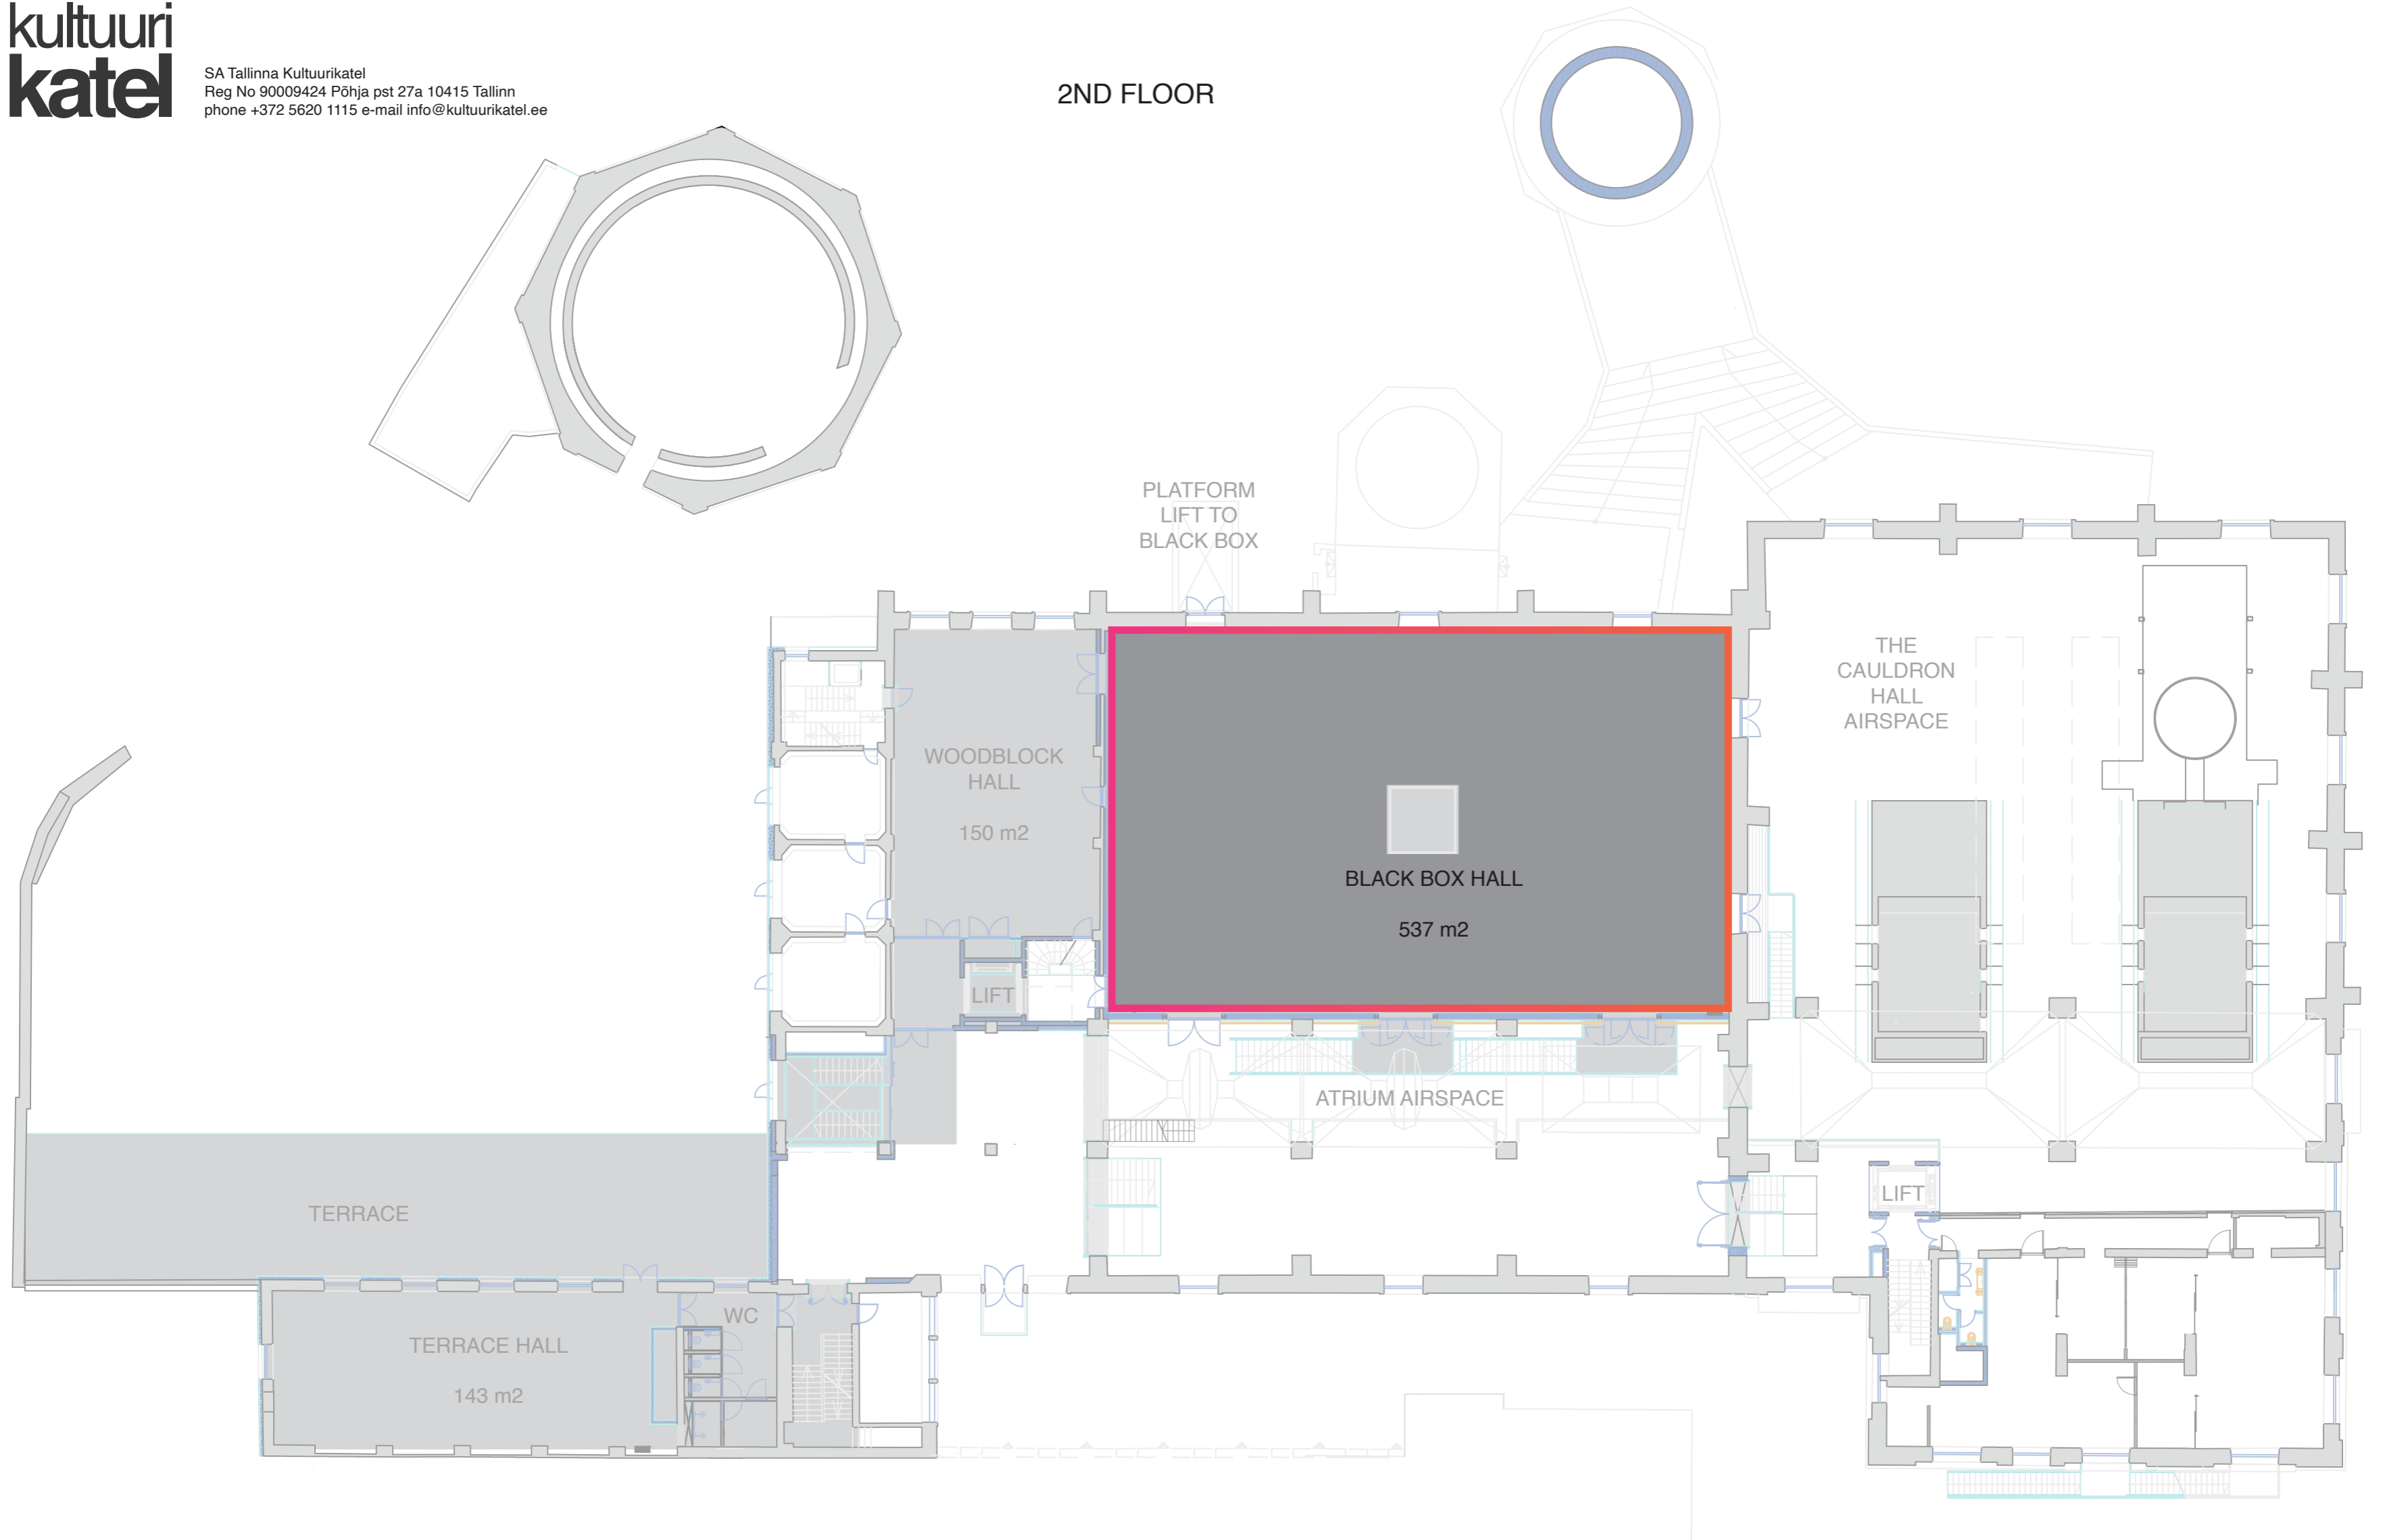 kultuuri
katel
SA Tallinna Kultuurikatel
Reg No 90009424 Põhja pst 27a 10415 Tallinn
phone +372 5620 1115 e-mail info@kultuurikatel.ee
2ND FLOOR
PLATFORM
LIFT TO
BLACK BOX
THE
CAULDRON
HALL
AIRSPACE
WOODBLOCK
HALL
150 m2
BLACK BOX HALL
537 m2
LIFT
ATRIUM AIRSPACE
LIFT
TERRACE
WC
TERRACE HALL
143 m2